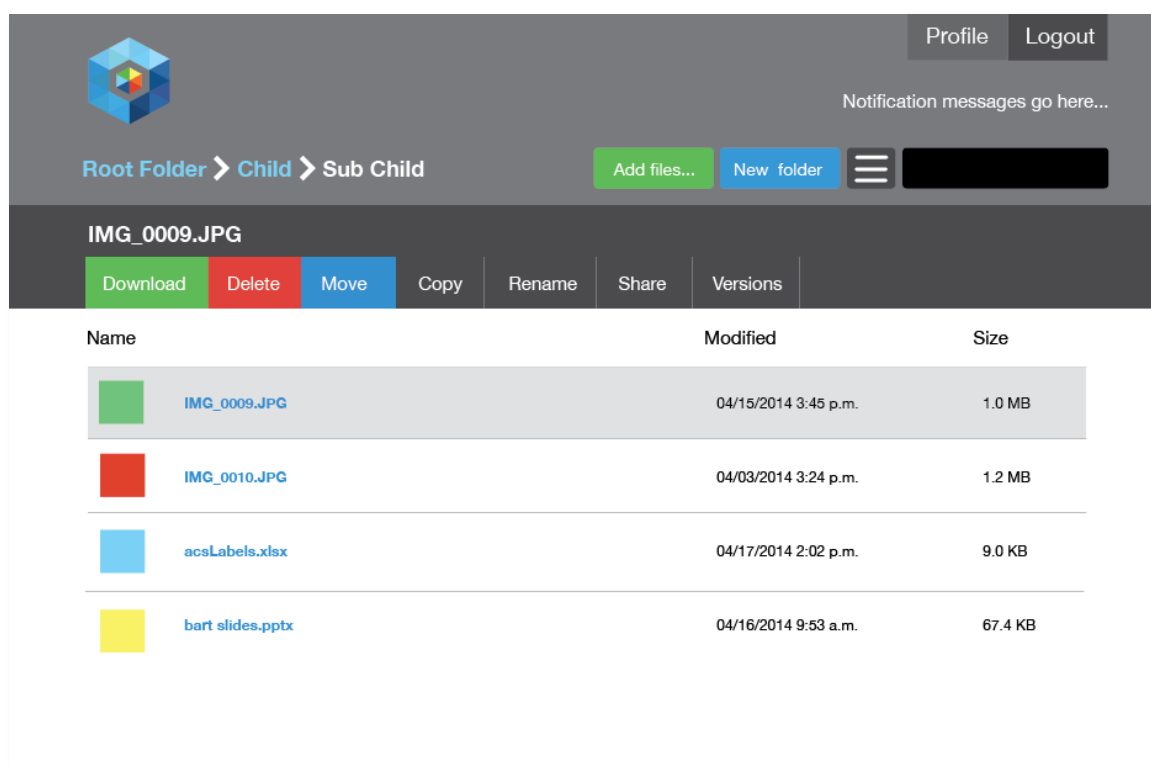 Profile Logout
Notification messages go here...
Root Folder Child Sub Child Add files... New folder
IMG_0009.JPG
Download Delete Move Copy Rename Share Versions
Name Modified Size
IMG_0009.JPG 04/15/2014 3:45 p.m. 1.0 MB
IMG_0010.JPG 04/03/2014 3:24 p.m. 1.2 MB
acsLabels.xlsx 04/17/2014 2:02 p.m. 9.0 KB
bart slides.pptx 04/16/2014 9:53 a.m. 67.4 KB